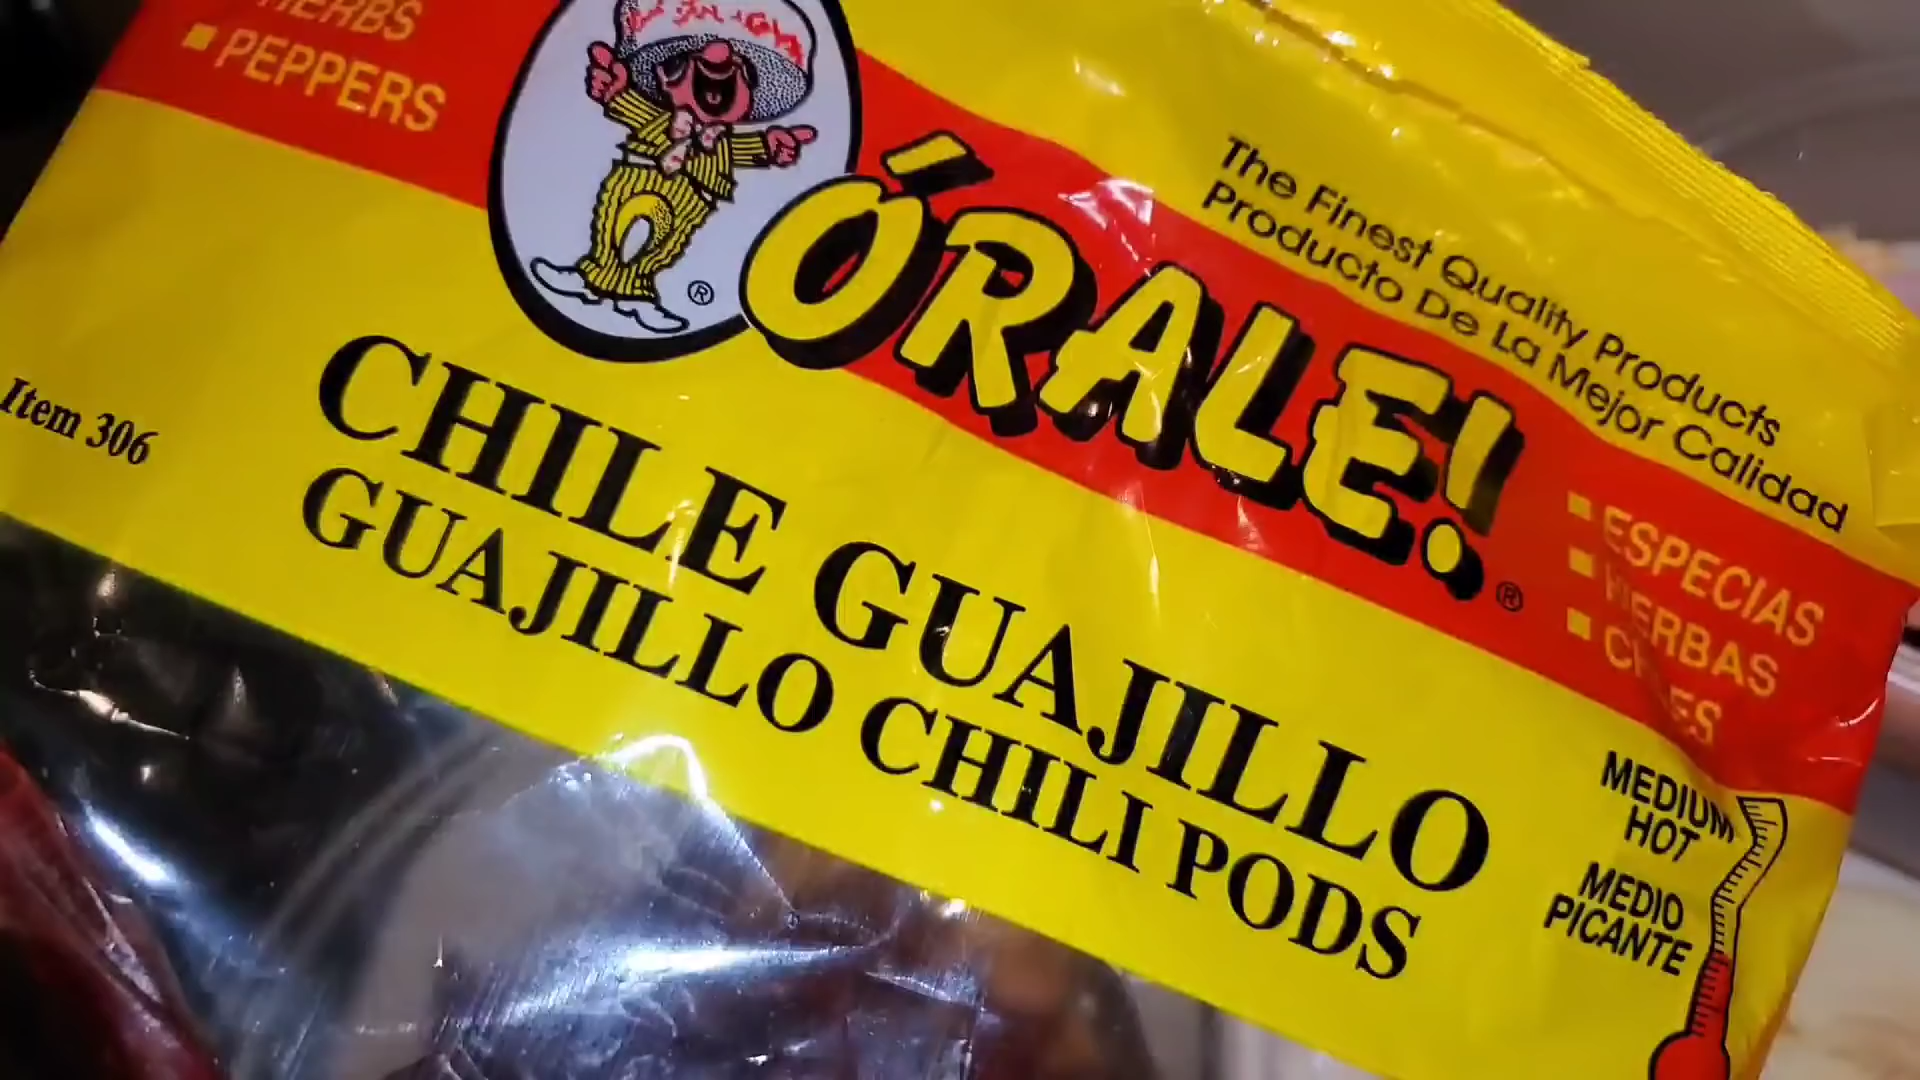 HERBS
PEPPERS
ÓRALE!
®
®
The Finest Quality Products
Producto De La Mejor Calidad
ESPECIAS
HIERBAS
Item 306
CHILE GUAJILLO
GUAJILLO CHILI PODS
MEDIUM
HOT
MEDIO
PICANTE